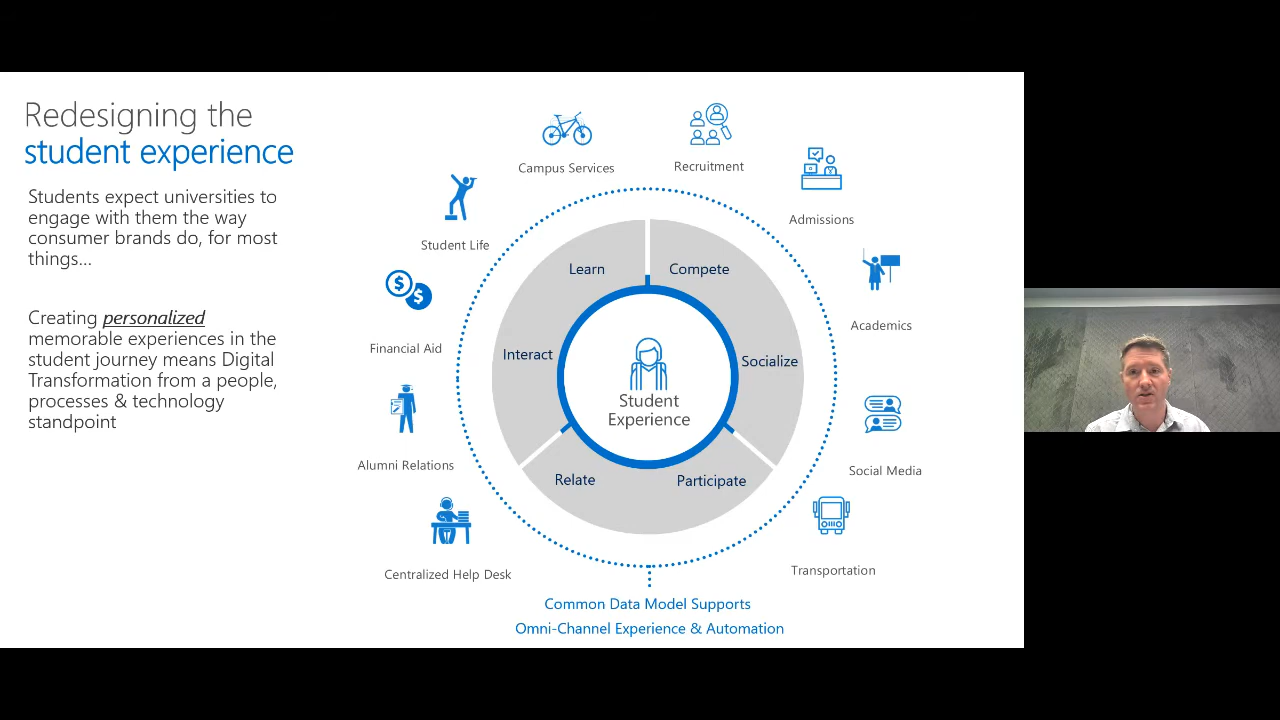 Redesigning the
student experience
Students expect universities to
engage with them the way
consumer brands do, for most
things...
Creating personalized
memorable experiences in the
student journey means Digital
Transformation from a people,
processes & technology
standpoint
Campus Services
Recruitment
Admissions
Student Life
Academics
Financial Aid
Social Media
Alumni Relations
Transportation
Centralized Help Desk
Learn
Compete
Interact
Socialize
Relate
Participate
Student
Experience
$
$
Common Data Model Supports
Omni-Channel Experience & Automation